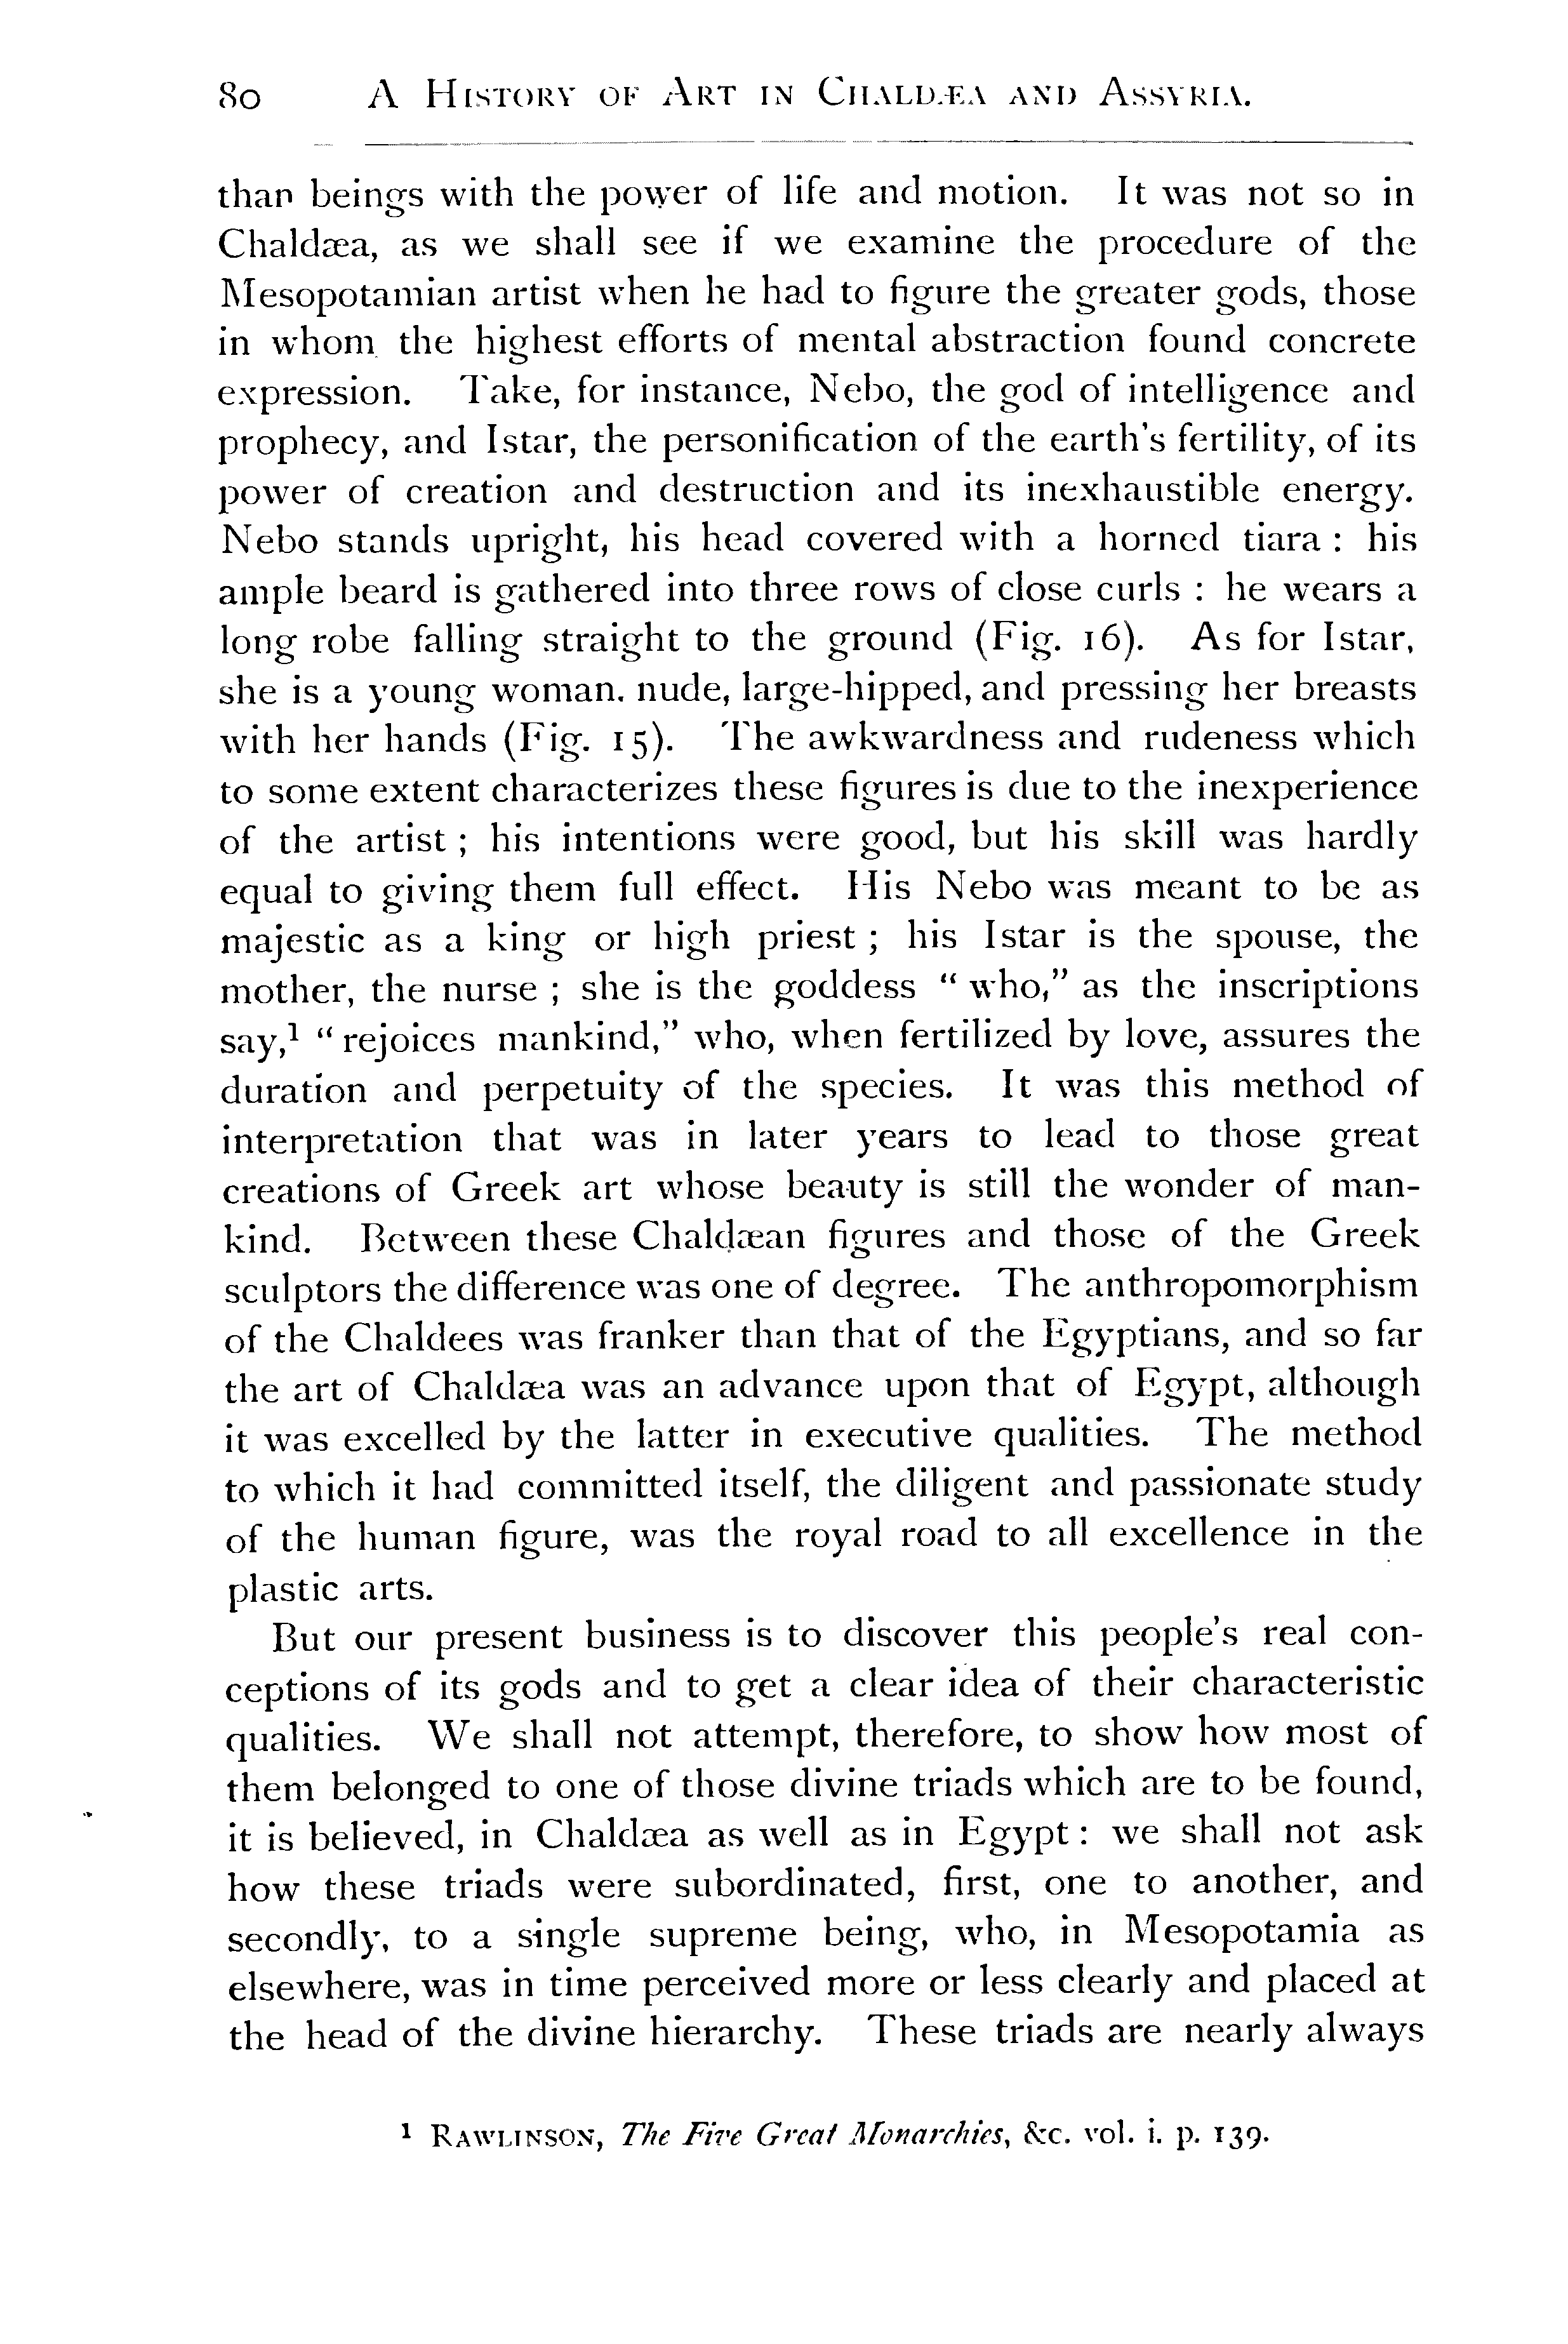 80 A History of Art in Chaldæa and Assyria.
than beings with the power of life and motion. It was not so in
Chaldæa, as we shall see if we examine the procedure of the
Mesopotamian artist when he had to figure the greater gods, those
in whom the highest efforts of mental abstraction found concrete
expression. Take, for instance, Nebo, the god of intelligence and
prophecy, and Istar, the personification of the earth's fertility, of its
power of creation and destruction and its inexhaustible energy.
Nebo stands upright, his head covered with a horned tiara : his
ample beard is gathered into three rows of close curls : he wears a
long robe falling straight to the ground (Fig. 16). As for Istar,
she is a young woman. nude, large-hipped, and pressing her breasts
with her hands (Fig. 15). The awkwardness and rudeness which
to some extent characterizes these figures is due to the inexperience
of the artist ; his intentions were good, but his skill was hardly
equal to giving them full effect. His Nebo was meant to be as
majestic as a king or high priest ; his Istar is the spouse, the
mother, the nurse ; she is the goddess “ who,” as the inscriptions
say,¹ “ rejoices mankind,” who, when fertilized by love, assures the
duration and perpetuity of the species. It was this method of
interpretation that was in later years to lead to those great
creations of Greek art whose beauty is still the wonder of man-
kind. Between these Chaldæan figures and those of the Greek
sculptors the difference was one of degree. The anthropomorphism
of the Chaldees was franker than that of the Egyptians, and so far
the art of Chaldæa was an advance upon that of Egypt, although
it was excelled by the latter in executive qualities. The method
to which it had committed itself, the diligent and passionate study
of the human figure, was the royal road to all excellence in the
plastic arts.
But our present business is to discover this people's real con-
ceptions of its gods and to get a clear idea of their characteristic
qualities. We shall not attempt, therefore, to show how most of
them belonged to one of those divine triads which are to be found,
it is believed, in Chaldæa as well as in Egypt : we shall not ask
how these triads were subordinated, first, one to another, and
secondly, to a single supreme being, who, in Mesopotamia as
elsewhere, was in time perceived more or less clearly and placed at
the head of the divine hierarchy. These triads are nearly always
¹ Rawlinson, The Five Great Monarchies, &c. vol. i. p. 139.